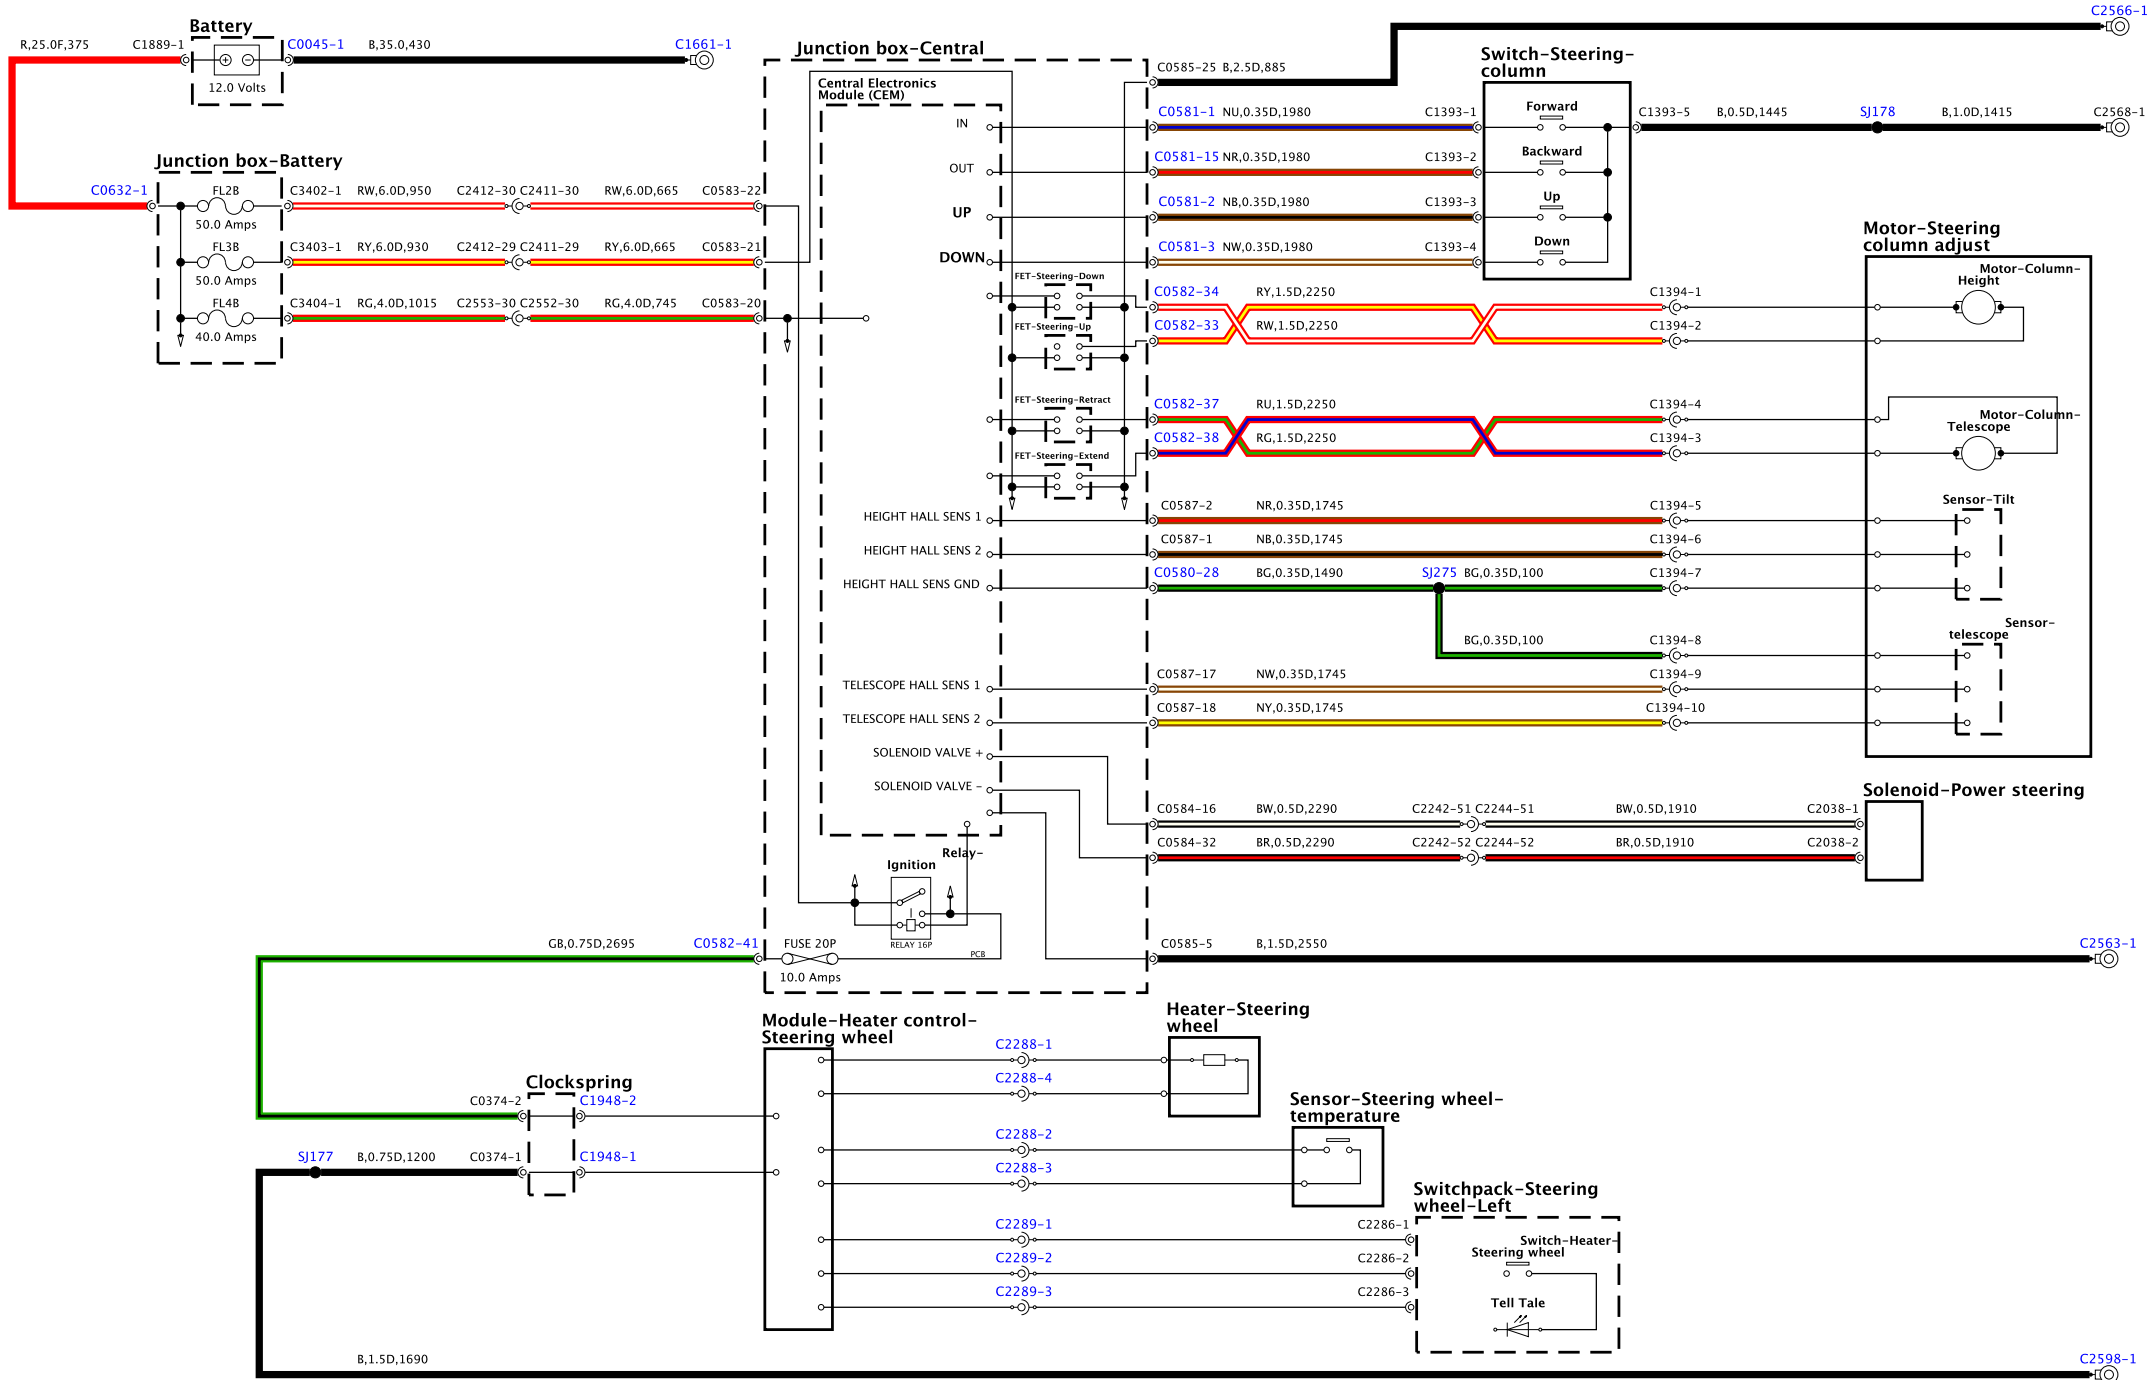 C2566-1
Battery
R,25.0F,375
C1889-1
C0045-1
B,35.0,430
C1661-1
12.0 Volts
Junction box-Central
Central Electronics
Module (CEM)
C0585-25 B,2.5D,885
Switch-Steering-
column
IN
C0581-1 NU,0.35D,1980
C1393-1
Forward
C1393-5
B,0.5D,1445
SJ178
B,1.0D,1415
C2568-1
OUT
C0581-15 NR,0.35D,1980
C1393-2
Backward
UP
C0581-2 NB,0.35D,1980
C1393-3
Up
DOWN
C0581-3 NW,0.35D,1980
C1393-4
Down
Junction box-Battery
C0632-1
FL2B
50.0 Amps
C3402-1
RW,6.0D,950
C2412-30 C2411-30
RW,6.0D,665
C0583-22
FL3B
50.0 Amps
C3403-1
RY,6.0D,930
C2412-29 C2411-29
RY,6.0D,665
C0583-21
FL4B
40.0 Amps
C3404-1
RG,4.0D,1015
C2553-30 C2552-30
RG,4.0D,745
C0583-20
Motor-Steering
column adjust
FET-Steering-Down
C0582-34
RY,1.5D,2250
C1394-1
Motor-Column-
Height
FET-Steering-Up
C0582-33
RW,1.5D,2250
C1394-2
FET-Steering-Retract
C0582-37
RU,1.5D,2250
C1394-4
Motor-Column-
Telescope
C0582-38
RG,1.5D,2250
C1394-3
FET-Steering-Extend
HEIGHT HALL SENS 1
C0587-2
NR,0.35D,1745
C1394-5
Sensor-Tilt
HEIGHT HALL SENS 2
C0587-1
NB,0.35D,1745
C1394-6
HEIGHT HALL SENS GND
C0580-28
BG,0.35D,1490
SJ275
BG,0.35D,100
C1394-7
BG,0.35D,100
C1394-8
Sensor-
telescope
TELESCOPE HALL SENS 1
C0587-17
NW,0.35D,1745
C1394-9
TELESCOPE HALL SENS 2
C0587-18
NY,0.35D,1745
C1394-10
SOLENOID VALVE +
SOLENOID VALVE -
Solenoid-Power steering
C0584-16
BW,0.5D,2290
C2242-51 C2244-51
BW,0.5D,1910
C2038-1
C0584-32
BR,0.5D,2290
C2242-52 C2244-52
BR,0.5D,1910
C2038-2
Relay-
Ignition
RELAY 16P
GB,0.75D,2695
C0582-41
FUSE 20P
10.0 Amps
PCB
C0585-5
B,1.5D,2550
C2563-1
Module-Heater control-
Steering wheel
Heater-Steering
wheel
C2288-1
C2288-4
Clockspring
C0374-2
C1948-2
SJ177
B,0.75D,1200
C0374-1
C1948-1
Sensor-Steering wheel-
temperature
C2288-2
C2288-3
Switchpack-Steering
wheel-Left
C2289-1
C2286-1
Switch-Heater-
Steering wheel
C2289-2
C2286-2
C2289-3
C2286-3
Tell Tale
B,1.5D,1690
C2598-1